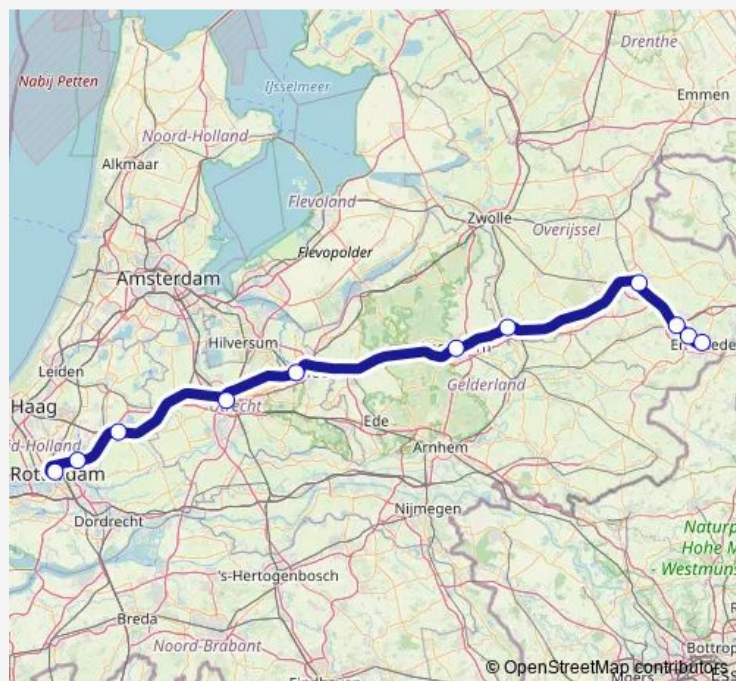 Drenthe
Nabij Petten
IJsselmeer
Emmen
Noord-Holland
Alkmaar
Flevoland
Zwolle
Overijssel
Flevopolder
Amsterdam
Hilversum
Leiden
Gelderland
Haag
Utrecht
Ede
Arnhem
Dordrecht
Nijmegen
Naturp
Hohe M
- Westmüns
's-Hertogenbosch
Breda
Noord-Brabant
Bottrop
© OpenStreetMap contributors